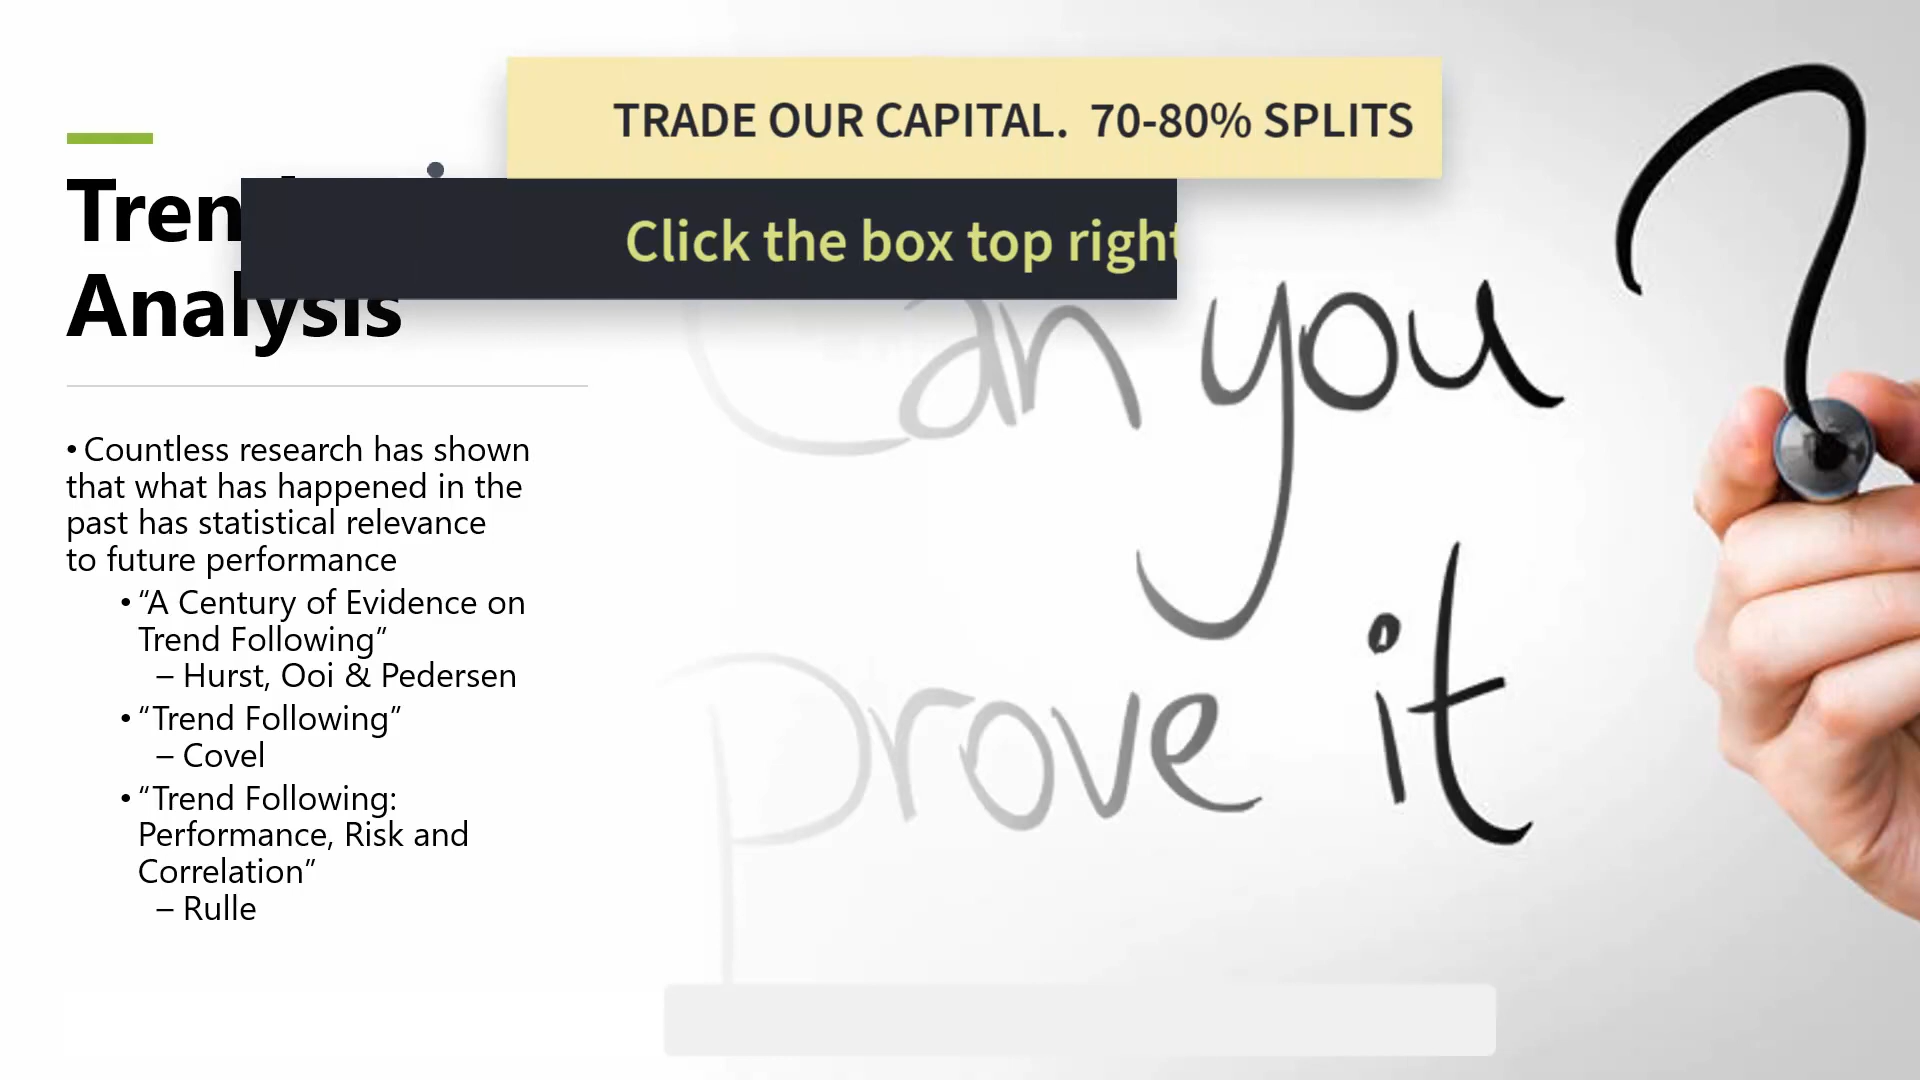 TRADE OUR CAPITAL. 70-80% SPLITS
Click the box top right
Analysis
• Countless research has shown
that what has happened in the
past has statistical relevance
to future performance
• “A Century of Evidence on
Trend Following”
– Hurst, Ooi & Pedersen
• “Trend Following”
– Covel
• “Trend Following:
Performance, Risk and
Correlation”
– Rulle
Can you ?
prove it